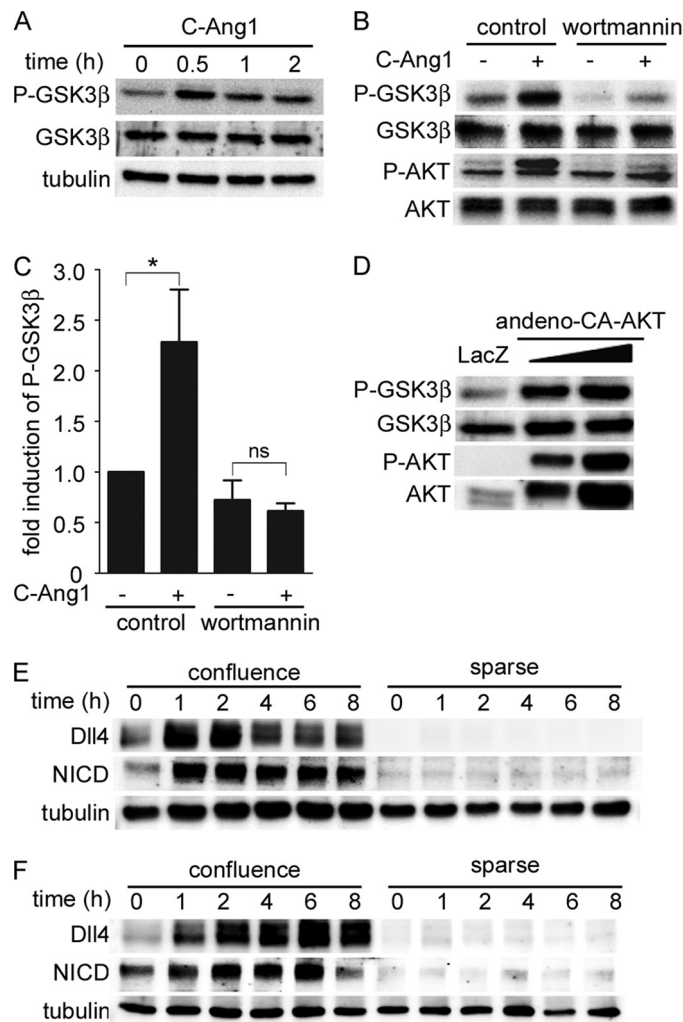 A
C-Ang1
time (h) 0 0.5 1 2
P-GSK3β
GSK3β
tubulin
B
control wortmannin
C-Ang1 - + - +
P-GSK3β
GSK3β
P-AKT
AKT
C
fold induction of P-GSK3β
3.0
2.5
2.0
1.5
1.0
0.5
0
*
ns
C-Ang1 - + - +
control wortmannin
D
andeno-CA-AKT
LacZ
P-GSK3β
GSK3β
P-AKT
AKT
E
confluence sparse
time (h) 0 1 2 4 6 8 0 1 2 4 6 8
Dll4
NICD
tubulin
F
confluence sparse
time (h) 0 1 2 4 6 8 0 1 2 4 6 8
Dll4
NICD
tubulin